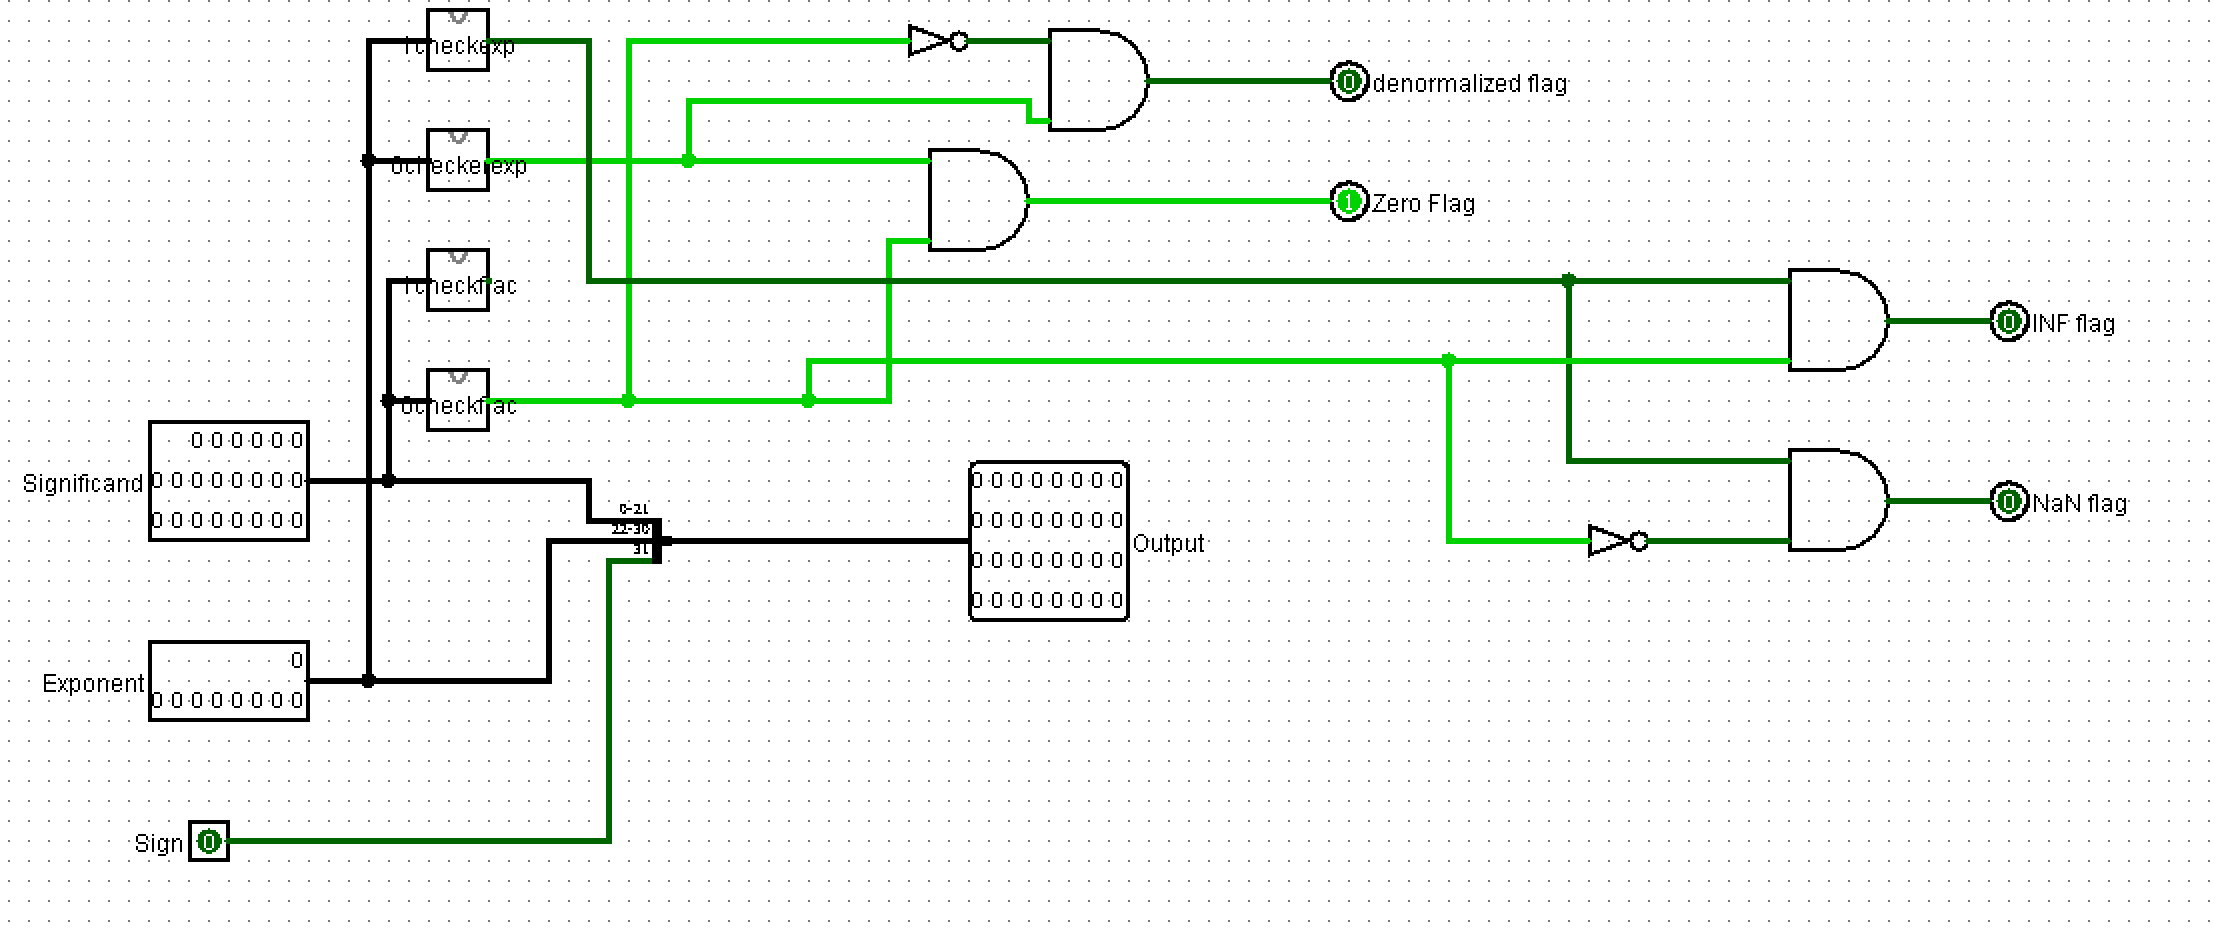 1checkexp
denormalized flag
0checkerexp
0
1
Zero Flag
1checkfrac
0
INF flag
0checkfrac
0 0 0 0 0 0
Significand
0 0 0 0 0 0 0 0
0 0 0 0 0 0 0 0
0-21
22-30
31
0 0 0 0 0 0 0 0
0 0 0 0 0 0 0 0
0 0 0 0 0 0 0 0
0 0 0 0 0 0 0 0
Output
0
NaN flag
Exponent
0
0 0 0 0 0 0 0 0
Sign
0